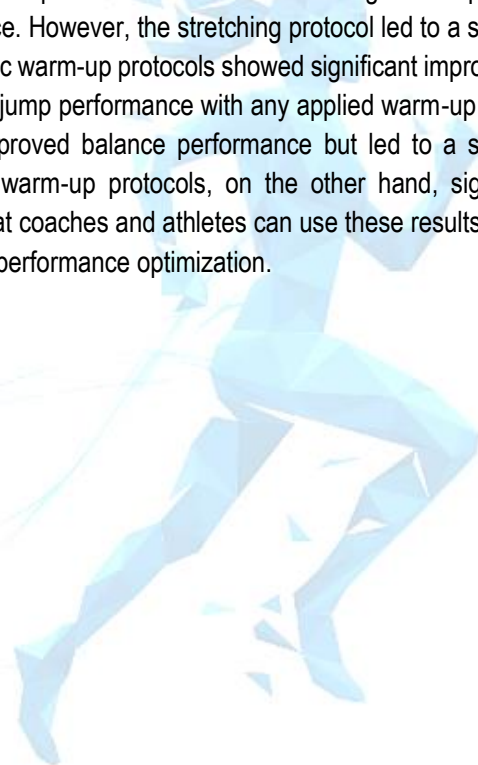 ce. However, the stretching protocol led to a s
c warm-up protocols showed significant impro
jump performance with any applied warm-up
proved balance performance but led to a s
warm-up protocols, on the other hand, sig
at coaches and athletes can use these results
performance optimization.